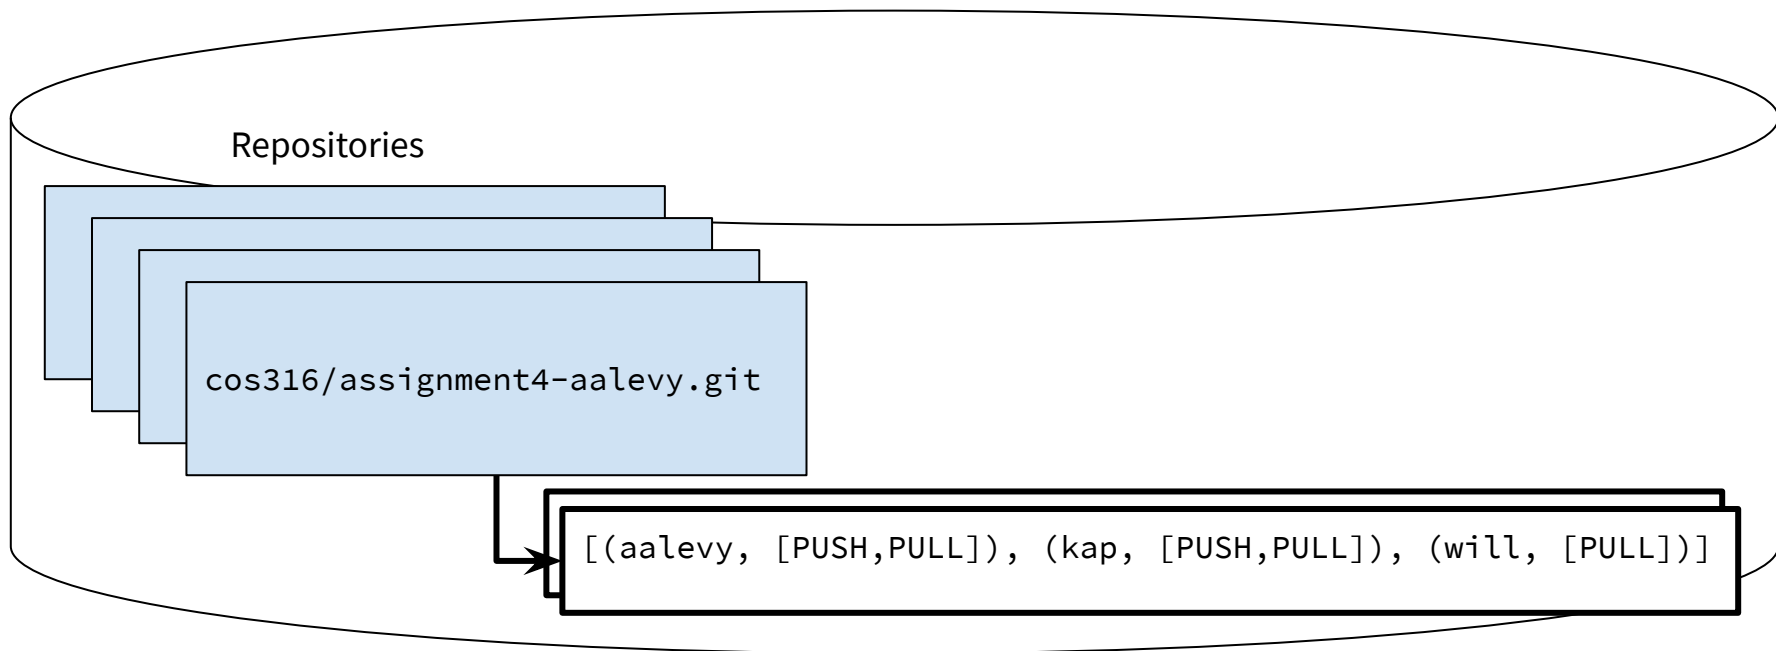 Repositories
cos316/assignment4-aalevy.git
[(aalevy, [PUSH,PULL]), (kap, [PUSH,PULL]), (will, [PULL])]